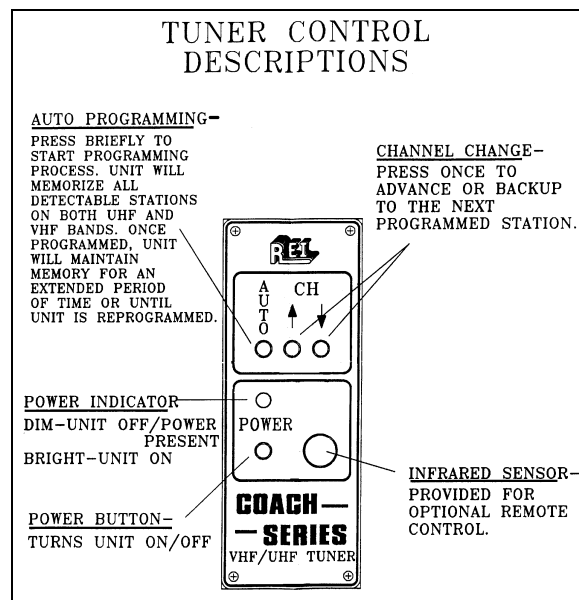 TUNER CONTROL
DESCRIPTIONS
AUTO PROGRAMMING-
PRESS BRIEFLY TO
START PROGRAMMING
PROCESS. UNIT WILL
MEMORIZE ALL
DETECTABLE STATIONS
ON BOTH UHF AND
VHF BANDS. ONCE
PROGRAMMED, UNIT
WILL MAINTAIN
MEMORY FOR AN
EXTENDED PERIOD
OF TIME OR UNTIL
UNIT IS REPROGRAMMED.
CHANNEL CHANGE-
PRESS ONCE TO
ADVANCE OR BACKUP
TO THE NEXT
PROGRAMMED STATION.
REI
AUTO
CH
POWER INDICATOR
DIM-UNIT OFF/POWER
PRESENT
BRIGHT-UNIT ON
POWER
POWER BUTTON-
TURNS UNIT ON/OFF
INFRARED SENSOR-
PROVIDED FOR
OPTIONAL REMOTE
CONTROL.
COACH-
-SERIES
VHF/UHF TUNER